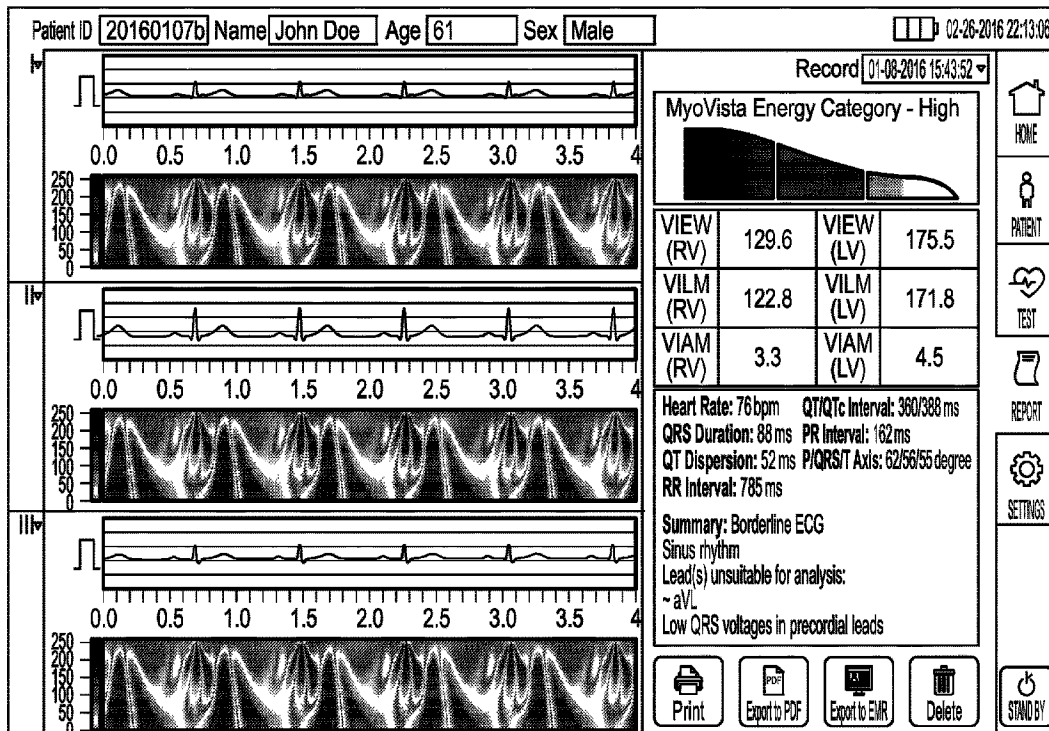 Patient ID 20160107b Name John Doe Age 61 Sex Male 02-26-2016 22:13:06
I
0.0 0.5 1.0 1.5 2.0 2.5 3.0 3.5 4
250
200
150
100
50
0
II
0.0 0.5 1.0 1.5 2.0 2.5 3.0 3.5 4
250
200
150
100
50
0
III
0.0 0.5 1.0 1.5 2.0 2.5 3.0 3.5 4
250
200
150
100
50
0
Record 01-08-2016 15:43:52
MyoVista Energy Category - High
VIEW (RV) 129.6 VIEW (LV) 175.5
VILM (RV) 122.8 VILM (LV) 171.8
VIAM (RV) 3.3 VIAM (LV) 4.5
Heart Rate: 76 bpm QT/QTc Interval: 360/388 ms
QRS Duration: 88 ms PR Interval: 162 ms
QT Dispersion: 52 ms P/QRS/T Axis: 62/56/55 degree
RR Interval: 785 ms
Summary: Borderline ECG
Sinus rhythm
Lead(s) unsuitable for analysis:
~ aVL
Low QRS voltages in precordial leads
Print
PDF
Export to PDF
Export to EMR
Delete
HOME
PATIENT
TEST
REPORT
SETTINGS
STAND BY